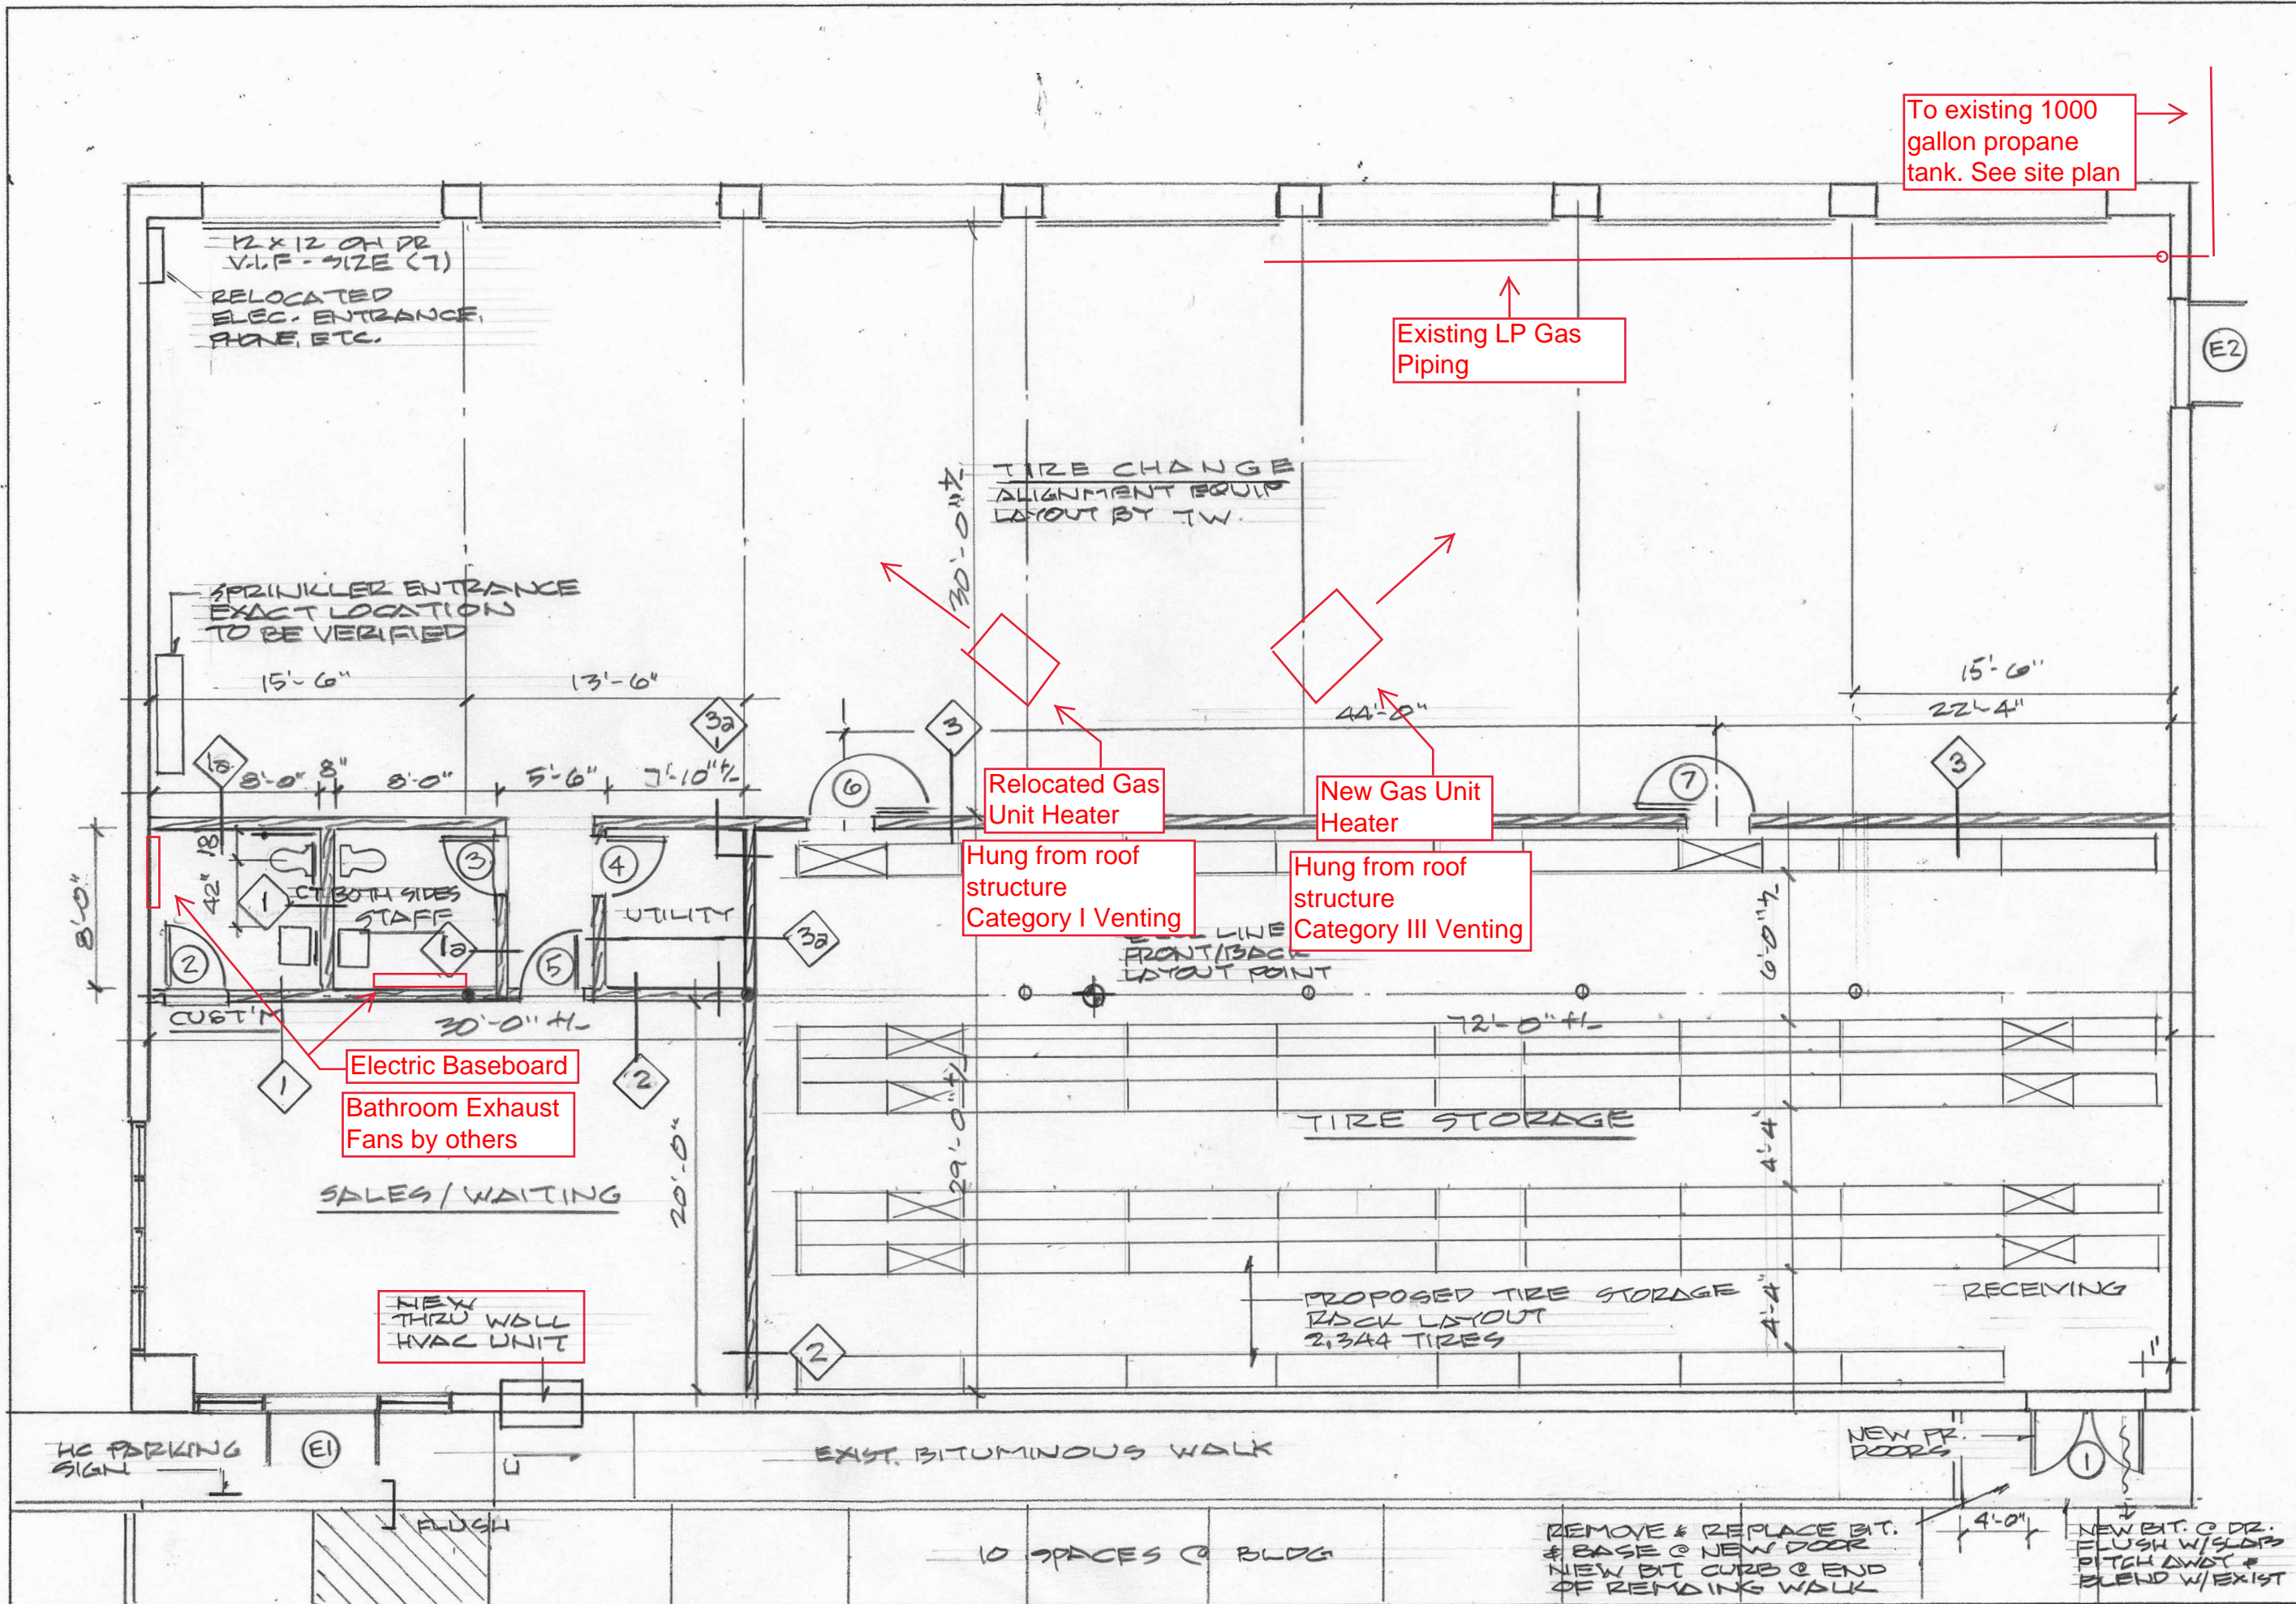 To existing 1000
gallon propane
tank. See site plan
12 X 12 OH DR
V.I.F - SIZE (7)
RELOCATED
ELEC. ENTRANCE,
PHONE, ETC.
Existing LP Gas
Piping
E2
TIRE CHANGE
ALIGNMENT EQUIP
LAYOUT BY TW.
30'-0" +/-
SPRINKLER ENTRANCE
EXACT LOCATION
TO BE VERIFIED
15'-6"
13'-6"
3a
3
44'-0"
15'-6"
22'-4"
1a
8'-0"
8"
8'-0"
5'-6"
7'-10" +/-
6
7
3
Relocated Gas
Unit Heater
New Gas Unit
Heater
Hung from roof
structure
Category I Venting
Hung from roof
structure
Category III Venting
8'-0"
18"
42"
3
4
1
CT BOTH SIDES
STAFF
1a
UTILITY
3a
2
5
LINE
FRONT/BACK
LAYOUT POINT
6'-0" +/-
CUST'M
30'-0" +/-
72'-0" +/-
Electric Baseboard
1
2
Bathroom Exhaust
Fans by others
20'-0"
29'-0" +/-
TIRE STORAGE
4'-4"
SALES / WAITING
NEW
THRU WALL
HVAC UNIT
2
PROPOSED TIRE STORAGE
RACK LAYOUT
2,344 TIRES
4'-4"
RECEIVING
1"
HC PARKING
SIGN
E1
EXIST. BITUMINOUS WALK
NEW PR.
DOORS
1
FLUSH
10 SPACES @ BLDG
REMOVE & REPLACE BIT.
& BASE @ NEW DOOR
NEW BIT CURB @ END
OF REMAING WALK
4'-0"
NEW BIT. @ DR.
FLUSH W/SLAB
PITCH AWAY &
BLEND W/EXIST